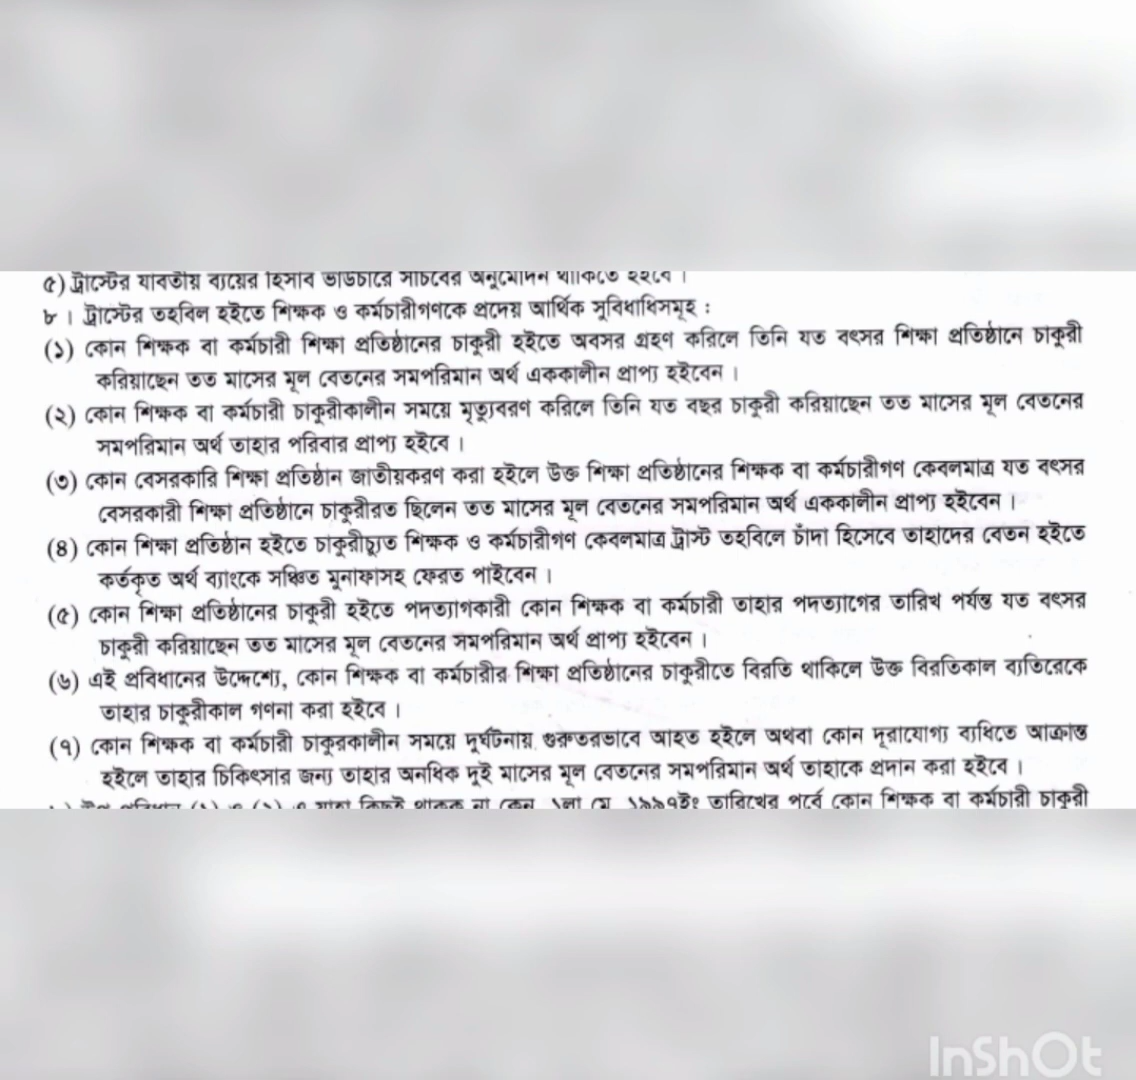 ৫) ট্রাস্টের যাবতীয় ব্যয়ের হিসাব ভাউচারে সচিবের অনুমোদন থাকিতে হইবে ।
৮ । ট্রাস্টের তহবিল হইতে শিক্ষক ও কর্মচারীগণকে প্রদেয় আর্থিক সুবিধাধিসমূহ :
(১) কোন শিক্ষক বা কর্মচারী শিক্ষা প্রতিষ্ঠানের চাকুরী হইতে অবসর গ্রহণ করিলে তিনি যত বৎসর শিক্ষা প্রতিষ্ঠানে চাকুরী
করিয়াছেন তত মাসের মূল বেতনের সমপরিমান অর্থ এককালীন প্রাপ্য হইবেন ।
(২) কোন শিক্ষক বা কর্মচারী চাকুরীকালীন সময়ে মৃত্যুবরণ করিলে তিনি যত বছর চাকুরী করিয়াছেন তত মাসের মূল বেতনের
সমপরিমান অর্থ তাহার পরিবার প্রাপ্য হইবে ।
(৩) কোন বেসরকারি শিক্ষা প্রতিষ্ঠান জাতীয়করণ করা হইলে উক্ত শিক্ষা প্রতিষ্ঠানের শিক্ষক বা কর্মচারীগণ কেবলমাত্র যত বৎসর
বেসরকারী শিক্ষা প্রতিষ্ঠানে চাকুরীরত ছিলেন তত মাসের মূল বেতনের সমপরিমান অর্থ এককালীন প্রাপ্য হইবেন ।
(৪) কোন শিক্ষা প্রতিষ্ঠান হইতে চাকুরীচ্যুত শিক্ষক ও কর্মচারীগণ কেবলমাত্র ট্রাস্ট তহবিলে চাঁদা হিসেবে তাহাদের বেতন হইতে
কর্তকৃত অর্থ ব্যাংকে সঞ্চিত মুনাফাসহ ফেরত পাইবেন ।
(৫) কোন শিক্ষা প্রতিষ্ঠানের চাকুরী হইতে পদত্যাগকারী কোন শিক্ষক বা কর্মচারী তাহার পদত্যাগের তারিখ পর্যন্ত যত বৎসর
চাকুরী করিয়াছেন তত মাসের মূল বেতনের সমপরিমান অর্থ প্রাপ্য হইবেন ।
(৬) এই প্রবিধানের উদ্দেশ্যে, কোন শিক্ষক বা কর্মচারীর শিক্ষা প্রতিষ্ঠানের চাকুরীতে বিরতি থাকিলে উক্ত বিরতিকাল ব্যতিরেকে
তাহার চাকুরীকাল গণনা করা হইবে ।
(৭) কোন শিক্ষক বা কর্মচারী চাকুরকালীন সময়ে দুর্ঘটনায় গুরুতরভাবে আহত হইলে অথবা কোন দূরাযোগ্য ব্যধিতে আক্রান্ত
হইলে তাহার চিকিৎসার জন্য তাহার অনধিক দুই মাসের মূল বেতনের সমপরিমান অর্থ তাহাকে প্রদান করা হইবে ।
যাহা কিছুই থাকুক না কেন, ১লা মে, ১৯৯৭ইং তারিখের পূর্বে কোন শিক্ষক বা কর্মচারী চাকুরী
InShOt